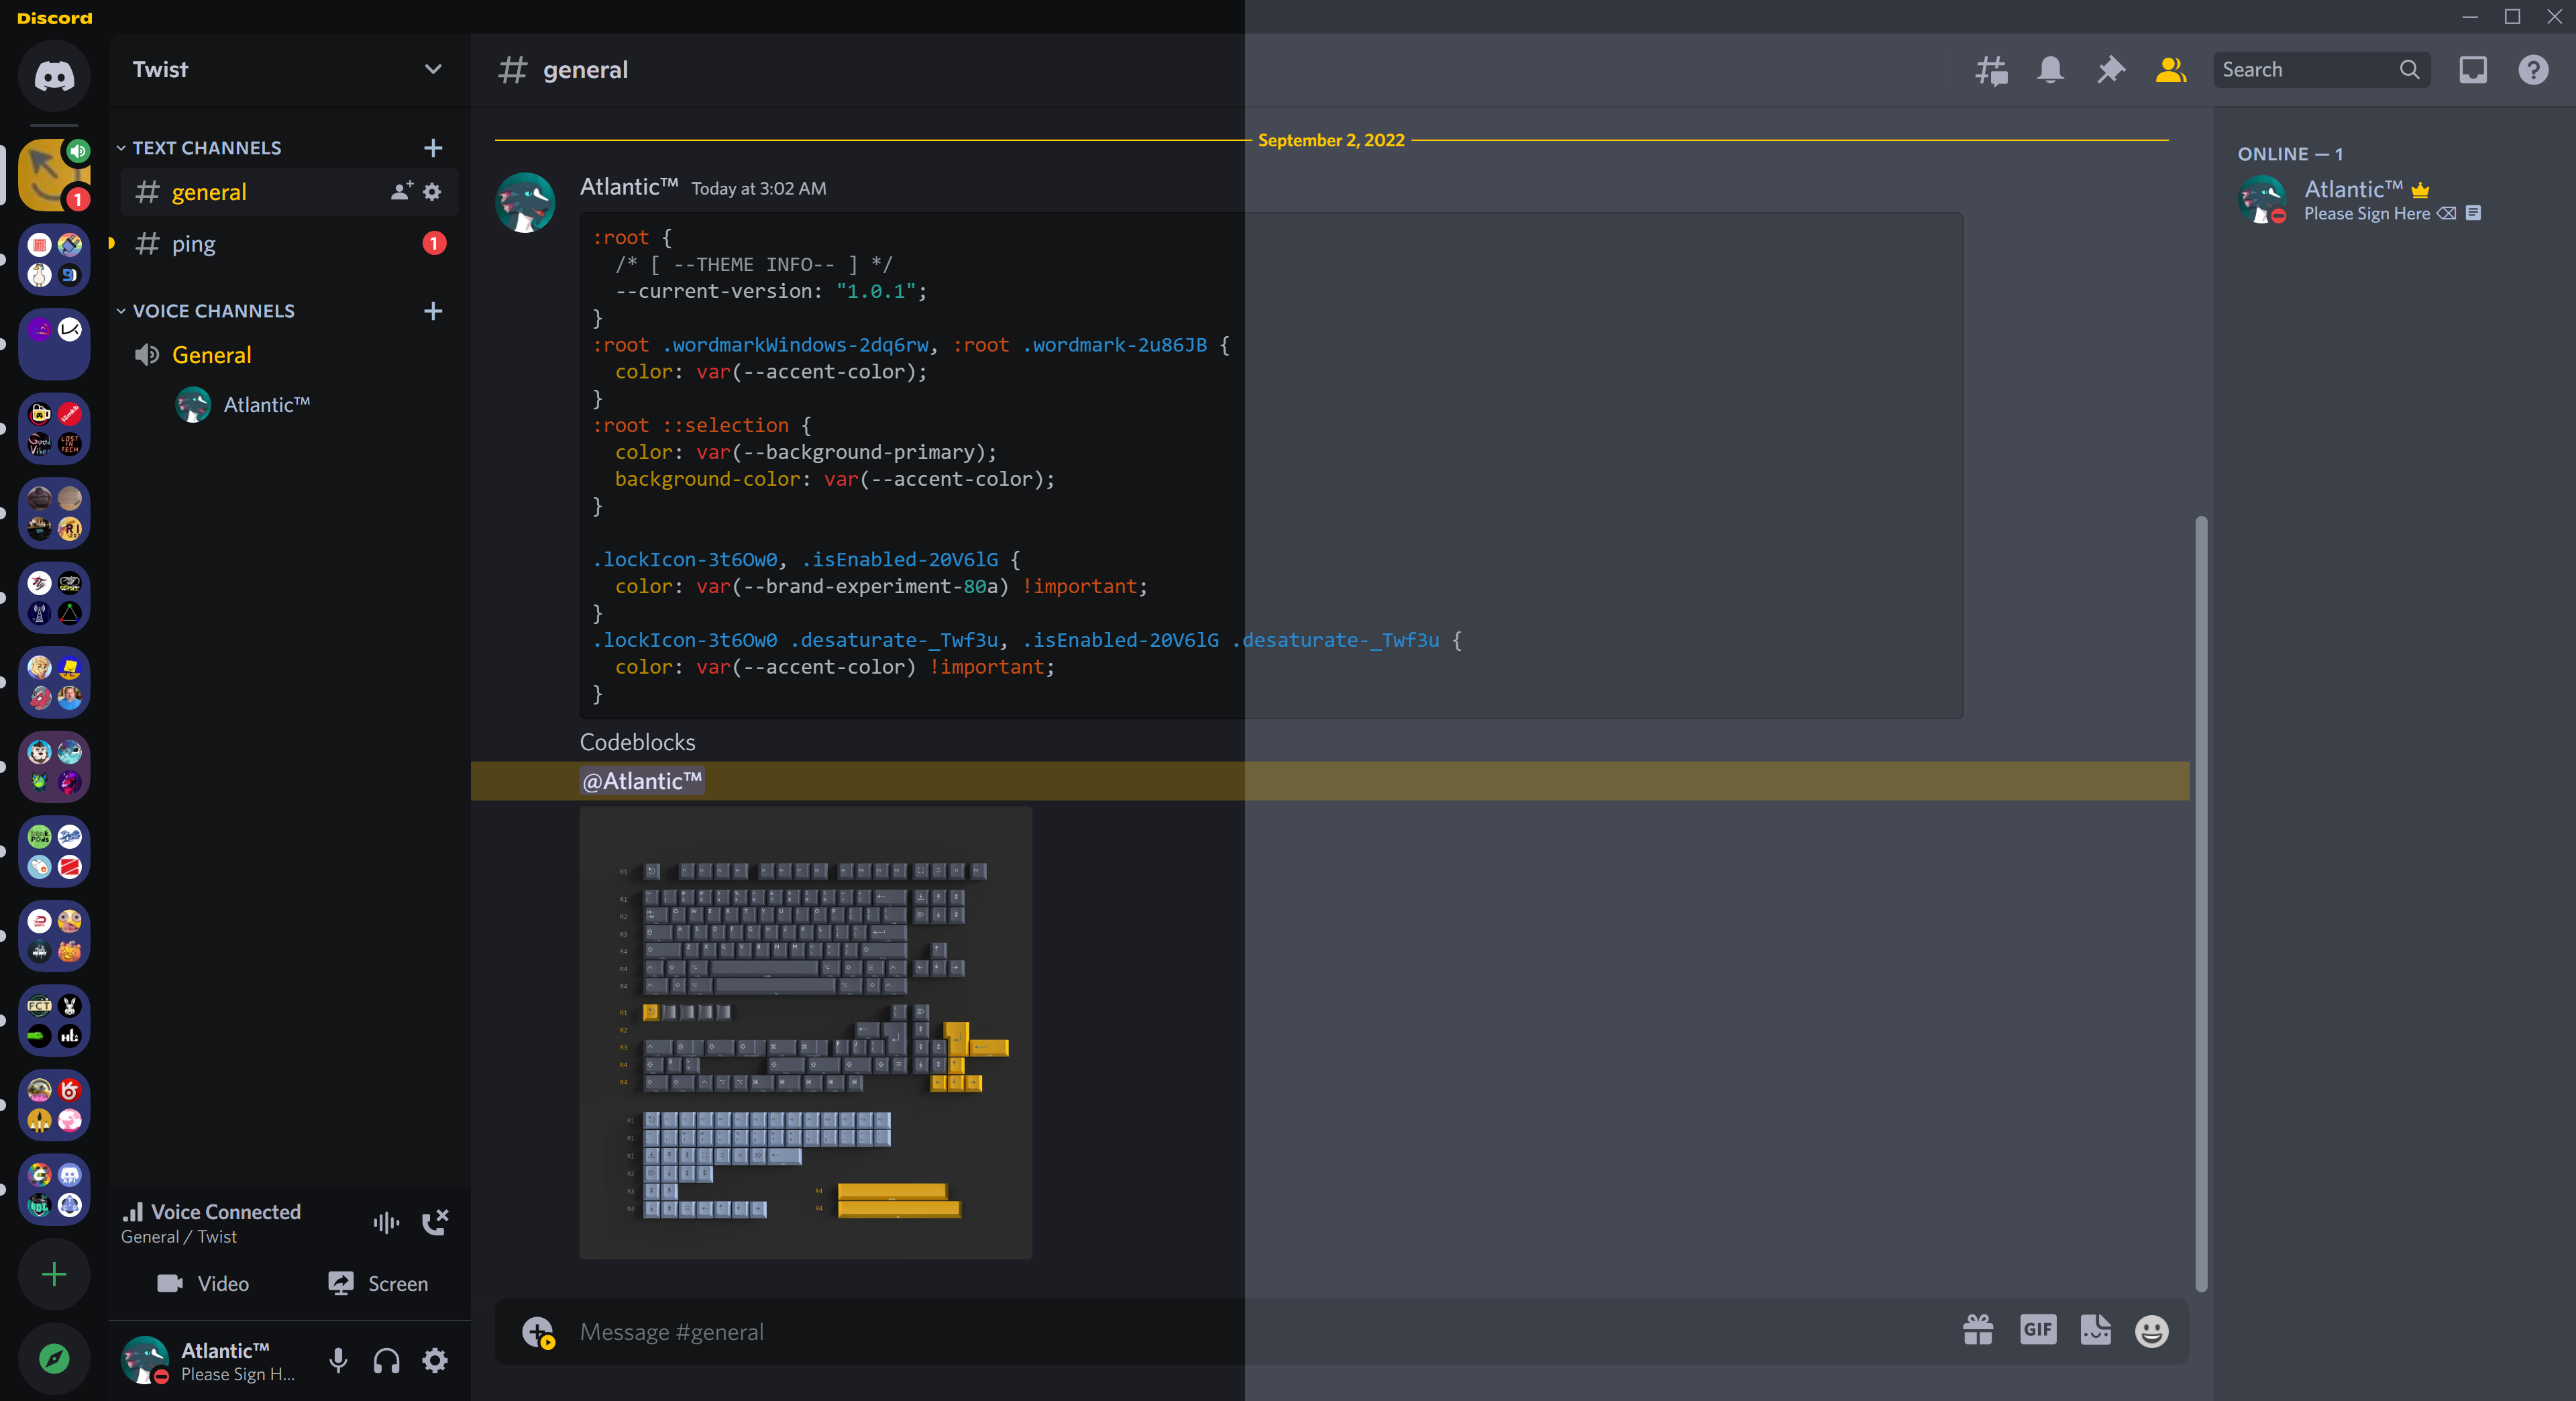 Discord
Twist
# general
Search
TEXT CHANNELS
# general
# ping
1
1
VOICE CHANNELS
General
Atlantic™
September 2, 2022
Atlantic™ Today at 3:02 AM
:root {
  /* [ --THEME INFO-- ] */
  --current-version: "1.0.1";
}
:root .wordmarkWindows-2dq6rw, :root .wordmark-2u86JB {
  color: var(--accent-color);
}
:root ::selection {
  color: var(--background-primary);
  background-color: var(--accent-color);
}
.lockIcon-3t6Ow0, .isEnabled-20V6lG {
  color: var(--brand-experiment-80a) !important;
}
.lockIcon-3t6Ow0 .desaturate-_Twf3u, .isEnabled-20V6lG .desaturate-_Twf3u {
  color: var(--accent-color) !important;
}
Codeblocks
@Atlantic™
Message #general
GIF
ONLINE — 1
Atlantic™
Please Sign Here
Voice Connected
General / Twist
Video
Screen
Atlantic™
Please Sign H...